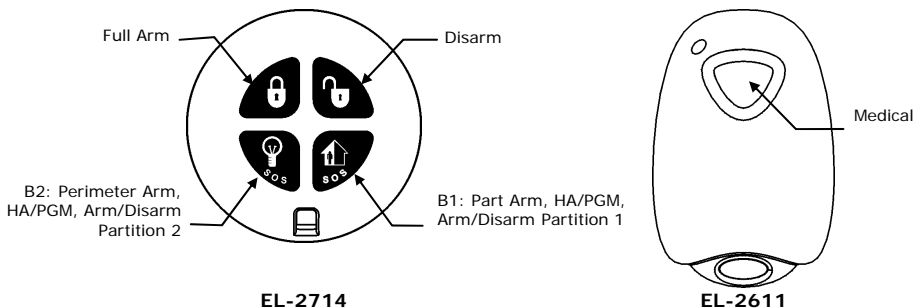 Full Arm
Disarm
Medical
SOS
SOS
B2: Perimeter Arm,
HA/PGM, Arm/Disarm
Partition 2
B1: Part Arm, HA/PGM,
Arm/Disarm Partition 1
EL-2714
EL-2611